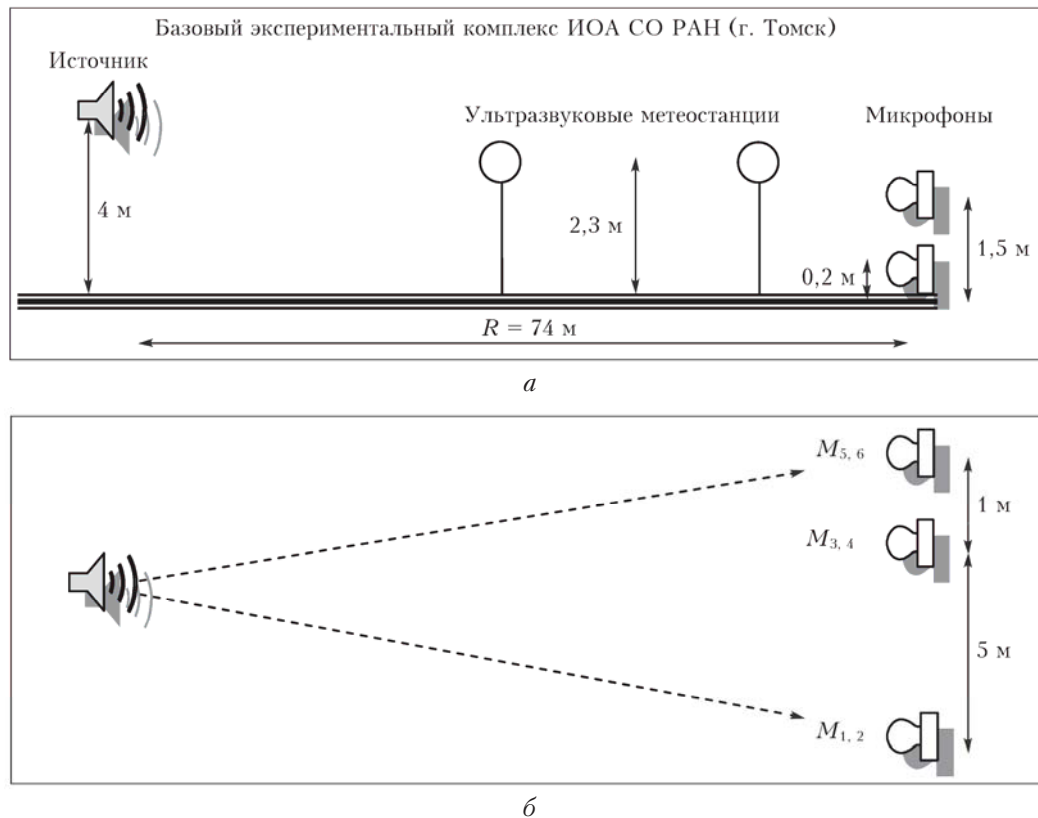 Базовый экспериментальный комплекс ИОА СО РАН (г. Томск)
Источник
Ультразвуковые метеостанции
Микрофоны
4 м
2,3 м
0,2 м
1,5 м
R = 74 м
а
M5, 6
1 м
M3, 4
5 м
M1, 2
б